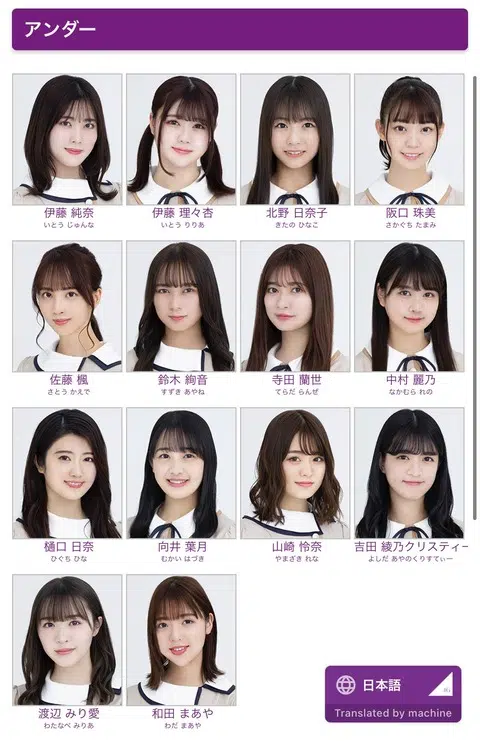 アンダー
伊藤 純奈
いとう じゅんな
伊藤 理々杏
いとう りりあ
北野 日奈子
きたの ひなこ
阪口 珠美
さかぐち たまみ
佐藤 楓
さとう かえで
鈴木 絢音
すずき あやね
寺田 蘭世
てらだ らんぜ
中村 麗乃
なかむら れの
樋口 日奈
ひぐち ひな
向井 葉月
むかい はづき
山崎 怜奈
やまざき れな
吉田 綾乃クリスティー
よしだ あやのくりすてぃー
渡辺 みり愛
わたなべ みりあ
和田 まあや
わだ まあや
日本語
Translated by machine